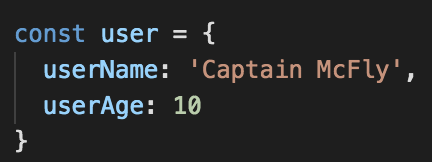 const user = {
  userName: 'Captain McFly',
  userAge: 10
}